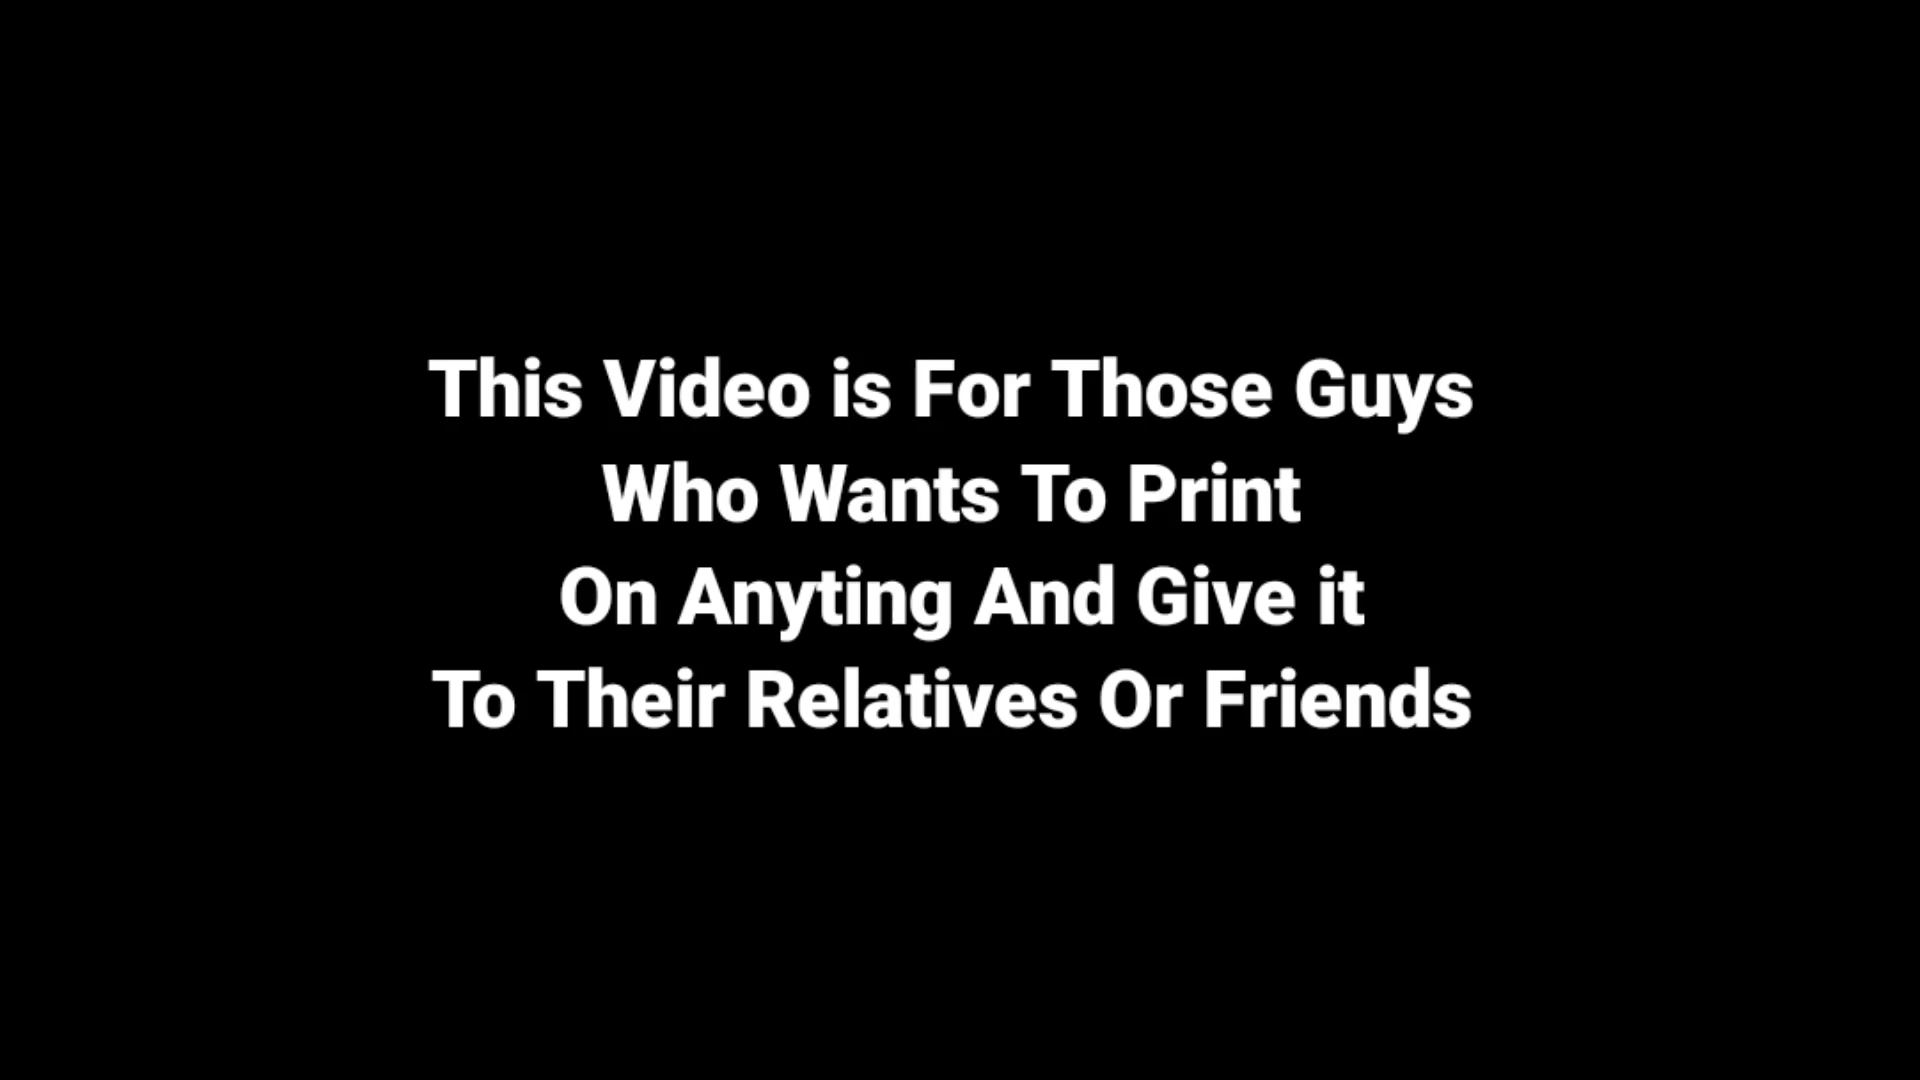 This Video is For Those Guys
Who Wants To Print
On Anyting And Give it
To Their Relatives Or Friends